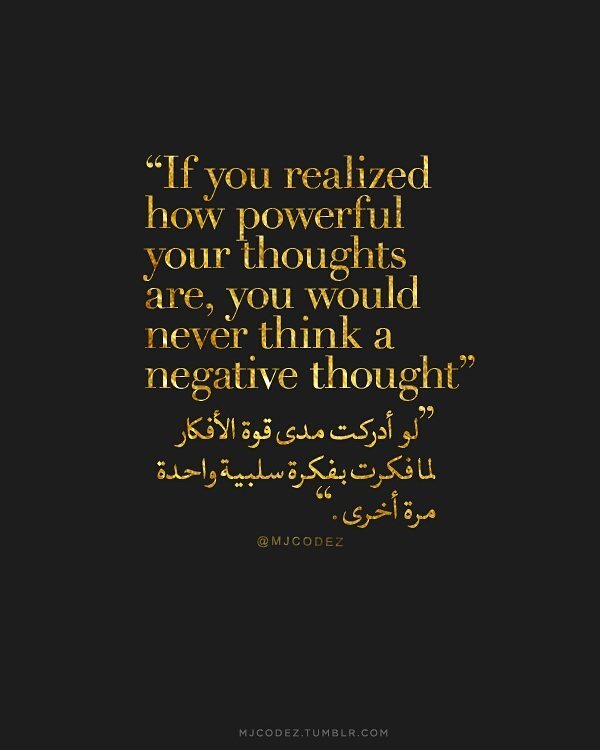 “If you realized
how powerful
your thoughts
are, you would
never think a
negative thought”
”لو أدركت مدى قوة الأفكار
لما فكرت بفكرة سلبية واحدة
مرة أخرى .“
@MJCODEZ
MJCODEZ.TUMBLR.COM